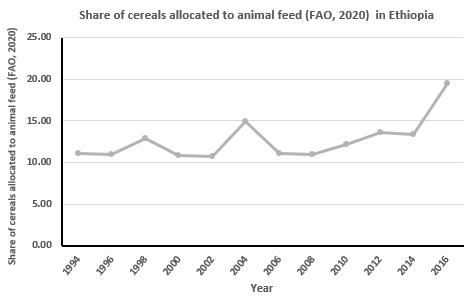 Share of cereals allocated to animal feed (FAO, 2020)  in Ethiopia
Share of cereals allocated to animal feed (FAO, 2020)
25.00
20.00
15.00
10.00
5.00
0.00
1994 1996 1998 2000 2002 2004 2006 2008 2010 2012 2014 2016
Year